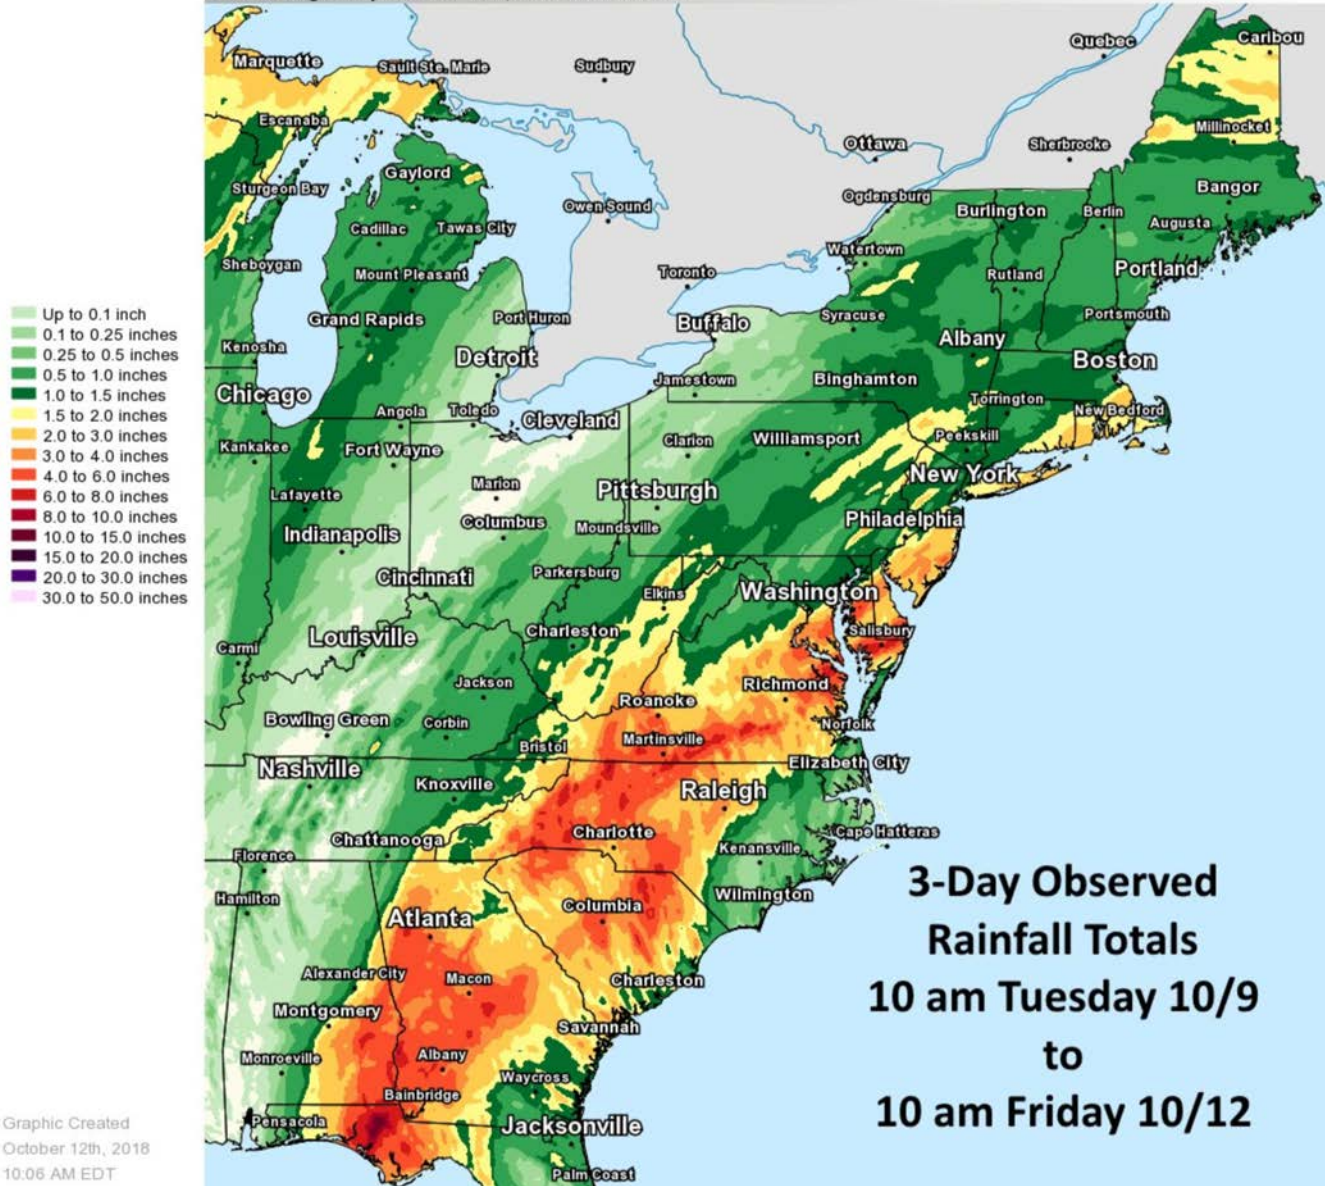 Marquette
Sault Ste. Marie
Sudbury
Quebec
Caribou
Escanaba
Ottawa
Sherbrooke
Millinocket
Gaylord
Sturgeon Bay
Owen Sound
Ogdensburg
Burlington
Berlin
Bangor
Cadillac
Tawas City
Augusta
Sheboygan
Mount Pleasant
Toronto
Watertown
Rutland
Portland
Up to 0.1 inch
0.1 to 0.25 inches
0.25 to 0.5 inches
0.5 to 1.0 inches
1.0 to 1.5 inches
1.5 to 2.0 inches
2.0 to 3.0 inches
3.0 to 4.0 inches
4.0 to 6.0 inches
6.0 to 8.0 inches
8.0 to 10.0 inches
10.0 to 15.0 inches
15.0 to 20.0 inches
20.0 to 30.0 inches
30.0 to 50.0 inches
Grand Rapids
Port Huron
Buffalo
Syracuse
Portsmouth
Kenosha
Detroit
Albany
Boston
Chicago
Jamestown
Binghamton
Angola
Toledo
Cleveland
Torrington
New Bedford
Kankakee
Fort Wayne
Clarion
Williamsport
Peekskill
Lafayette
Marion
Pittsburgh
New York
Indianapolis
Columbus
Moundsville
Philadelphia
Cincinnati
Parkersburg
Elkins
Washington
Carmi
Louisville
Charleston
Salisbury
Jackson
Roanoke
Richmond
Bowling Green
Corbin
Norfolk
Bristol
Martinsville
Nashville
Knoxville
Elizabeth City
Raleigh
Chattanooga
Charlotte
Cape Hatteras
Florence
Kenansville
Hamilton
Atlanta
Columbia
Wilmington
Alexander City
Macon
Charleston
Montgomery
Savannah
Monroeville
Albany
Waycross
Bainbridge
Pensacola
Jacksonville
Palm Coast
3-Day Observed
Rainfall Totals
10 am Tuesday 10/9
to
10 am Friday 10/12
Graphic Created
October 12th, 2018
10:06 AM EDT